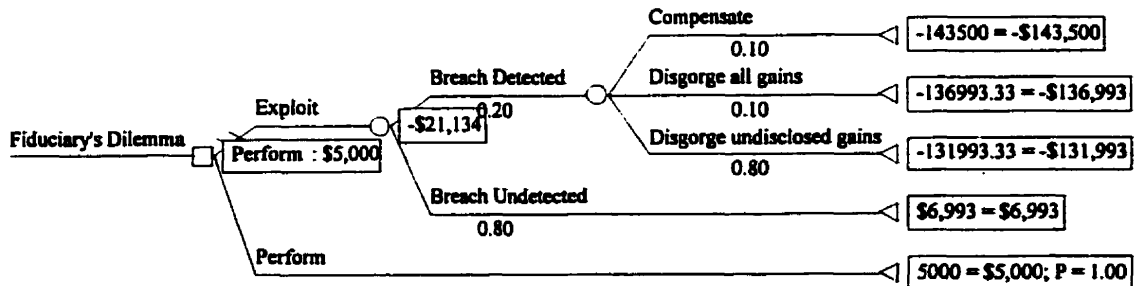 Compensate
-143500 = -$143,500
0.10
Breach Detected
Disgorge all gains
-136993.33 = -$136,993
0.20
0.10
Exploit
-$21,134
Disgorge undisclosed gains
Fiduciary's Dilemma
Perform : $5,000
-131993.33 = -$131,993
0.80
Breach Undetected
$6,993 = $6,993
0.80
Perform
5000 = $5,000; P = 1.00